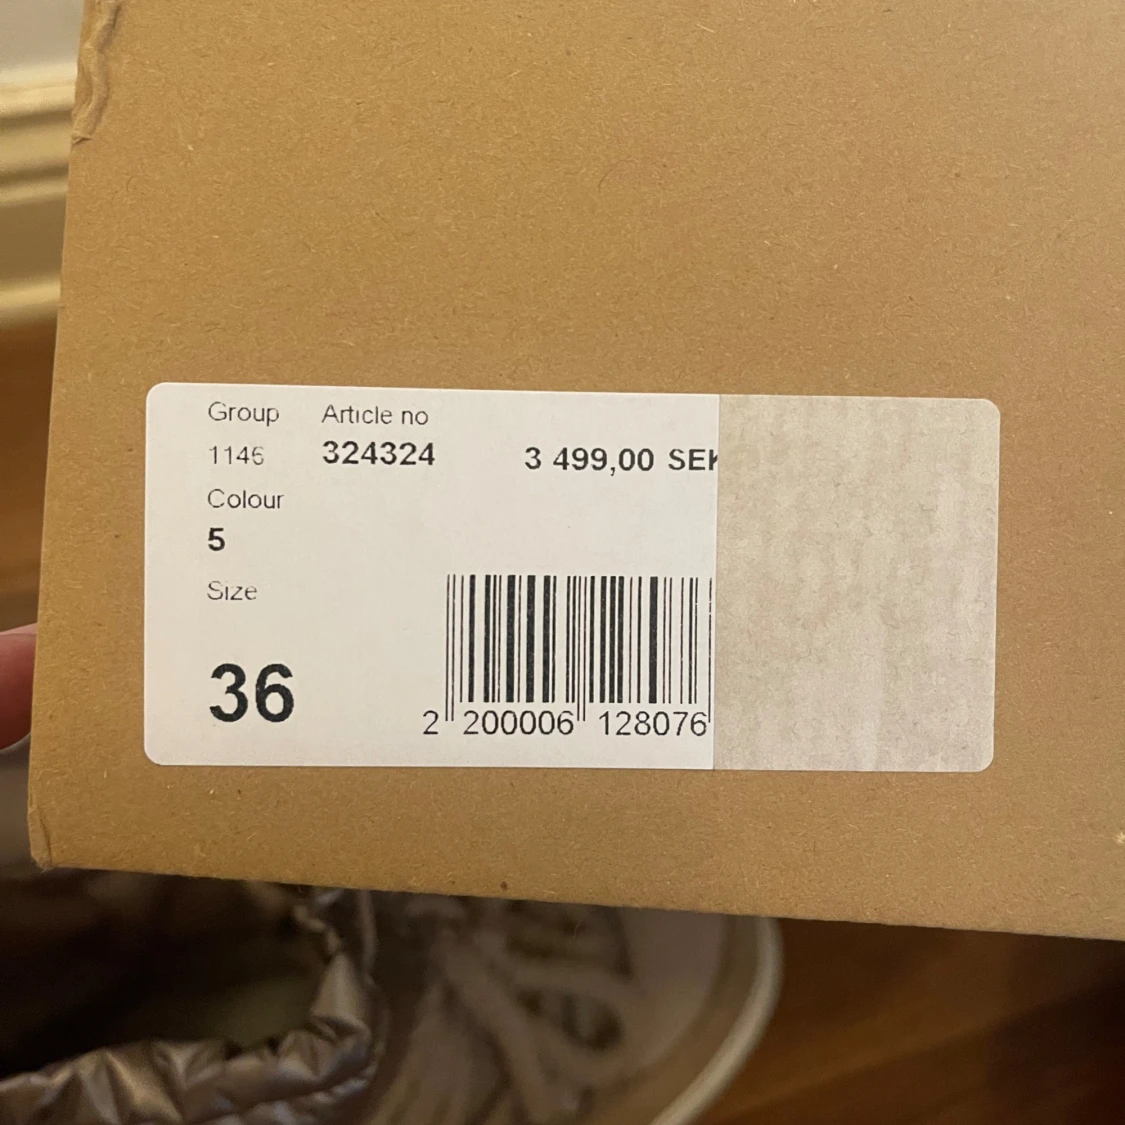 Group Article no
1146 324324 3 499,00 SEK
Colour
5
Size
36
2 200006 128076